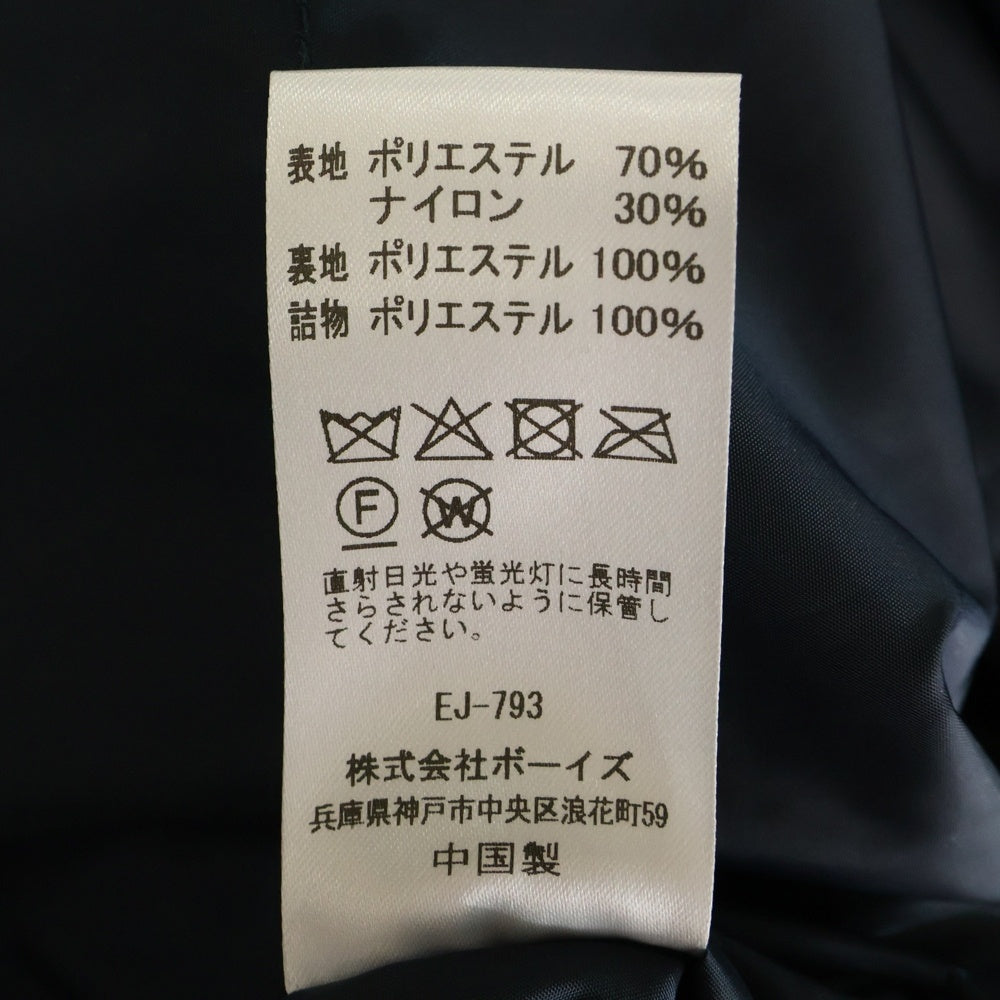 表地 ポリエステル 70%
ナイロン 30%
裏地 ポリエステル 100%
詰物 ポリエステル 100%
F W
直射日光や蛍光灯に長時間
さらされないように保管し
てください。
EJ-793
株式会社ボーイズ
兵庫県神戸市中央区浪花町59
中国製